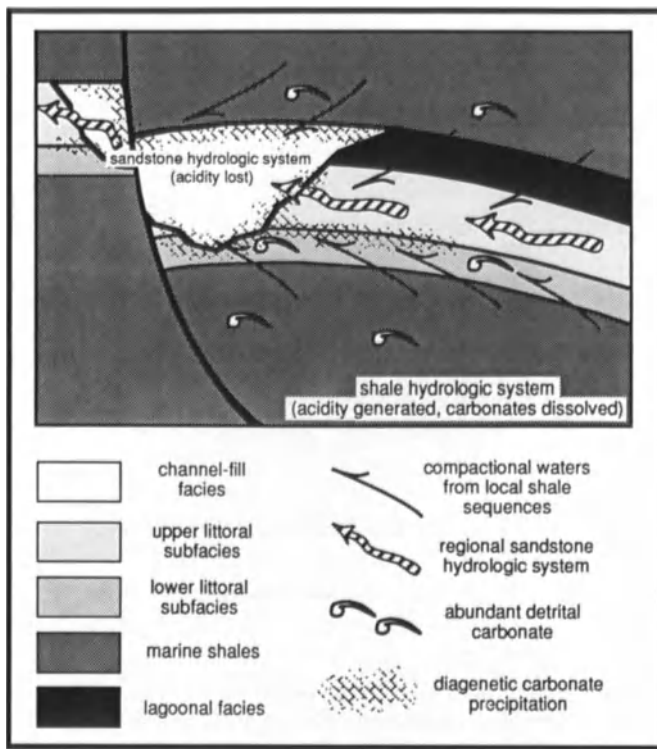 sandstone hydrologic system
(acidity lost)
shale hydrologic system
(acidity generated, carbonates dissolved)
channel-fill
facies
upper littoral
subfacies
lower littoral
subfacies
marine shales
lagoonal facies
compactional waters
from local shale
sequences
regional sandstone
hydrologic system
abundant detrital
carbonate
diagenetic carbonate
precipitation